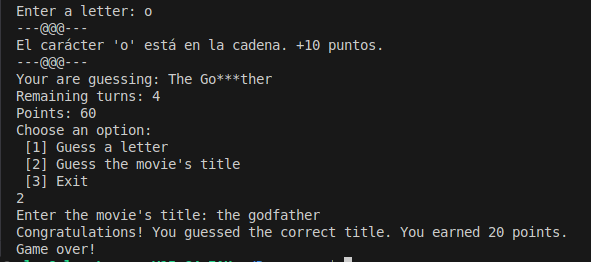 Enter a letter: o
---@@@---
El carácter 'o' está en la cadena. +10 puntos.
---@@@---
Your are guessing: The Go***ther
Remaining turns: 4
Points: 60
Choose an option:
[1] Guess a letter
[2] Guess the movie's title
[3] Exit
2
Enter the movie's title: the godfather
Congratulations! You guessed the correct title. You earned 20 points.
Game over!